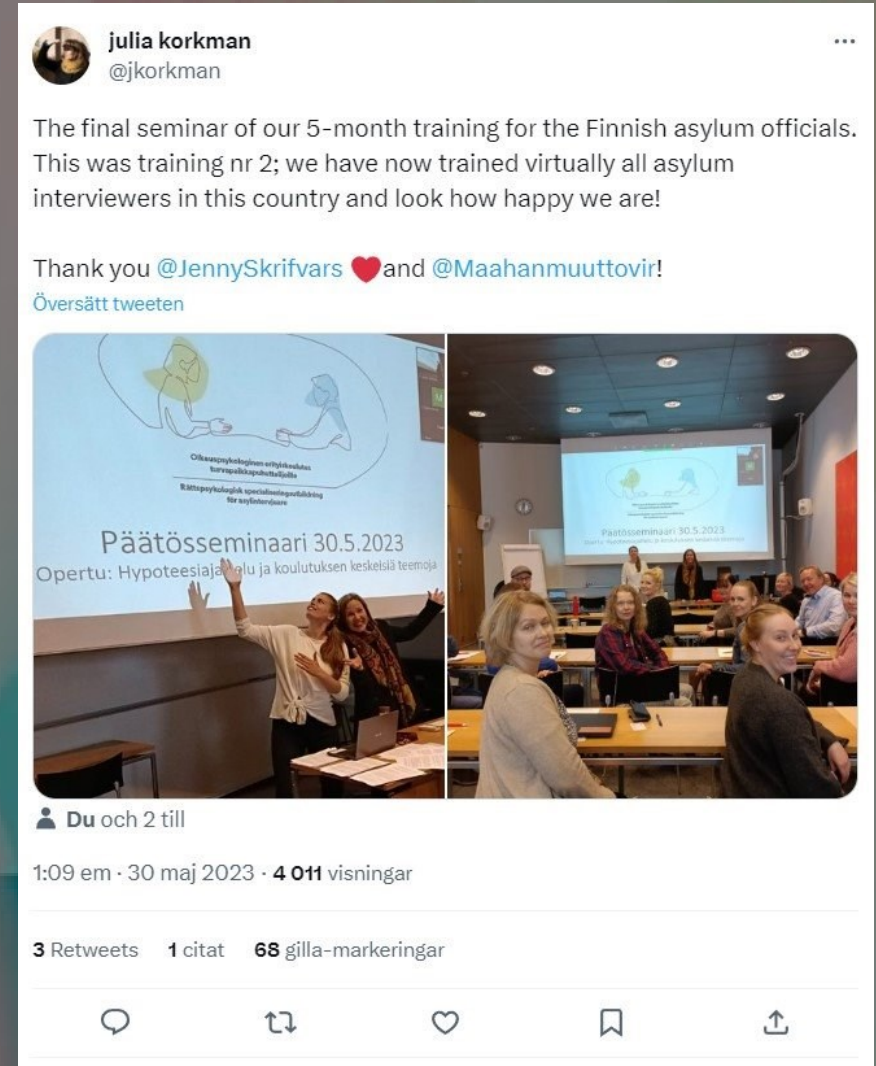 julia korkman
@jkorkman
The final seminar of our 5-month training for the Finnish asylum officials.
This was training nr 2; we have now trained virtually all asylum
interviewers in this country and look how happy we are!
Thank you @JennySkrifvars ❤️and @Maahanmuuttovir!
Översätt tweeten
Oikeuspsykologinen erityiskoulutus
turvapaikkapuhuttelijoille
Rättspsykologisk specialiseringsutbildning
för asylintervjuare
Päätösseminaari 30.5.2023
Opertu: Hypoteesiaja elu ja koulutuksen keskeisiä teemoja
M
Päätösseminaari 30.5.2023
Du och 2 till
1:09 em · 30 maj 2023 · 4 011 visningar
3 Retweets 1 citat 68 gilla-markeringar